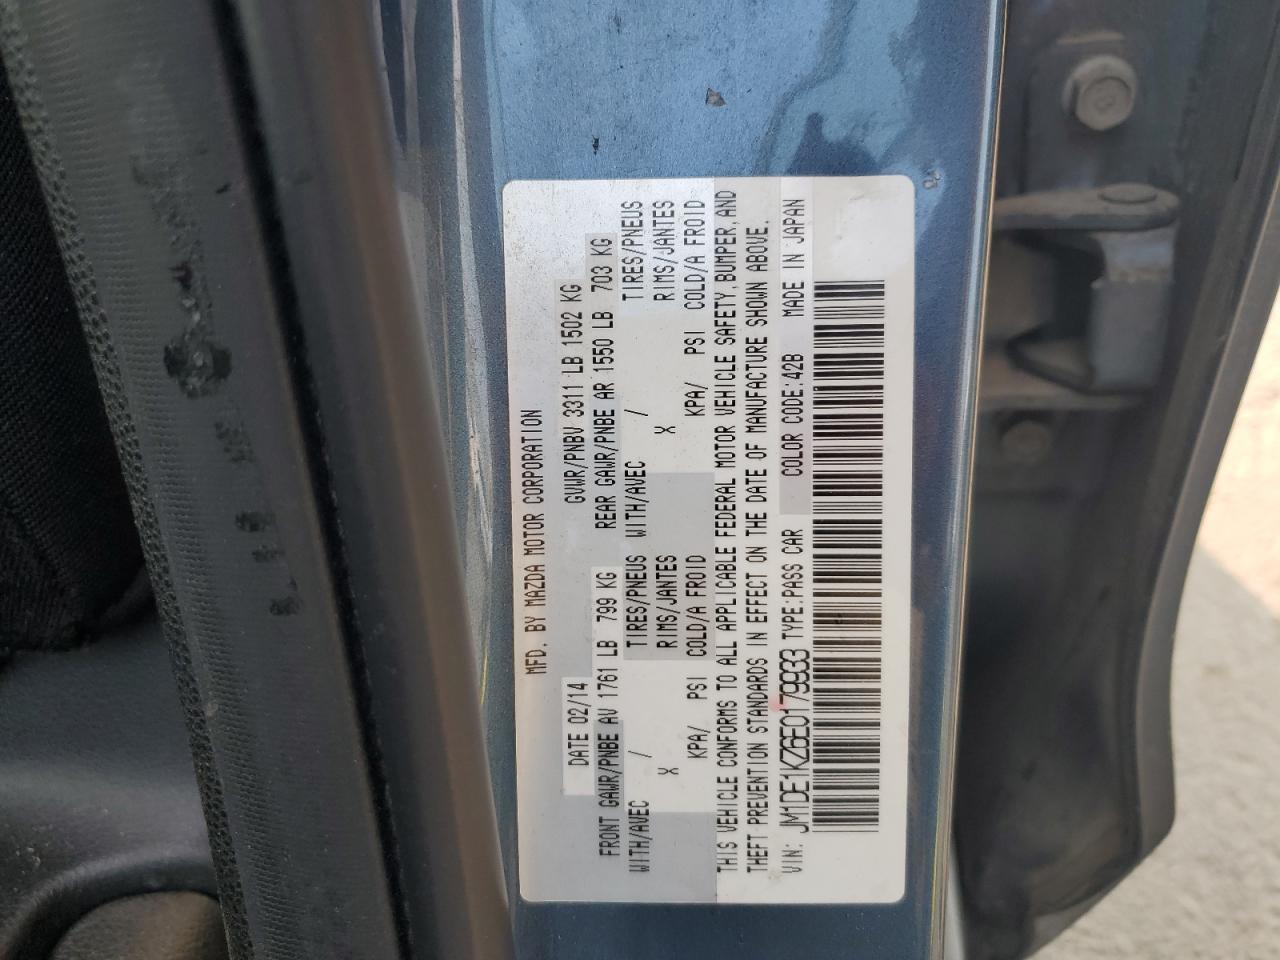 MFD. BY MAZDA MOTOR CORPORATION
DATE 02/14 GVWR/PNBV 3311 LB 1502 KG
FRONT GAWR/PNBE AV 1761 LB 799 KG REAR GAWR/PNBE AR 1550 LB 703 KG
WITH/AVEC / TIRES/PNEUS WITH/AVEC / TIRES/PNEUS
X RIMS/JANTES X RIMS/JANTES
KPA/ PSI COLD/A FROID KPA/ PSI COLD/A FROID
THIS VEHICLE CONFORMS TO ALL APPLICABLE FEDERAL MOTOR VEHICLE SAFETY, BUMPER, AND
THEFT PREVENTION STANDARDS IN EFFECT ON THE DATE OF MANUFACTURE SHOWN ABOVE.
VIN: JM1DE1KZ6E0179933 TYPE:PASS CAR COLOR CODE:42B MADE IN JAPAN